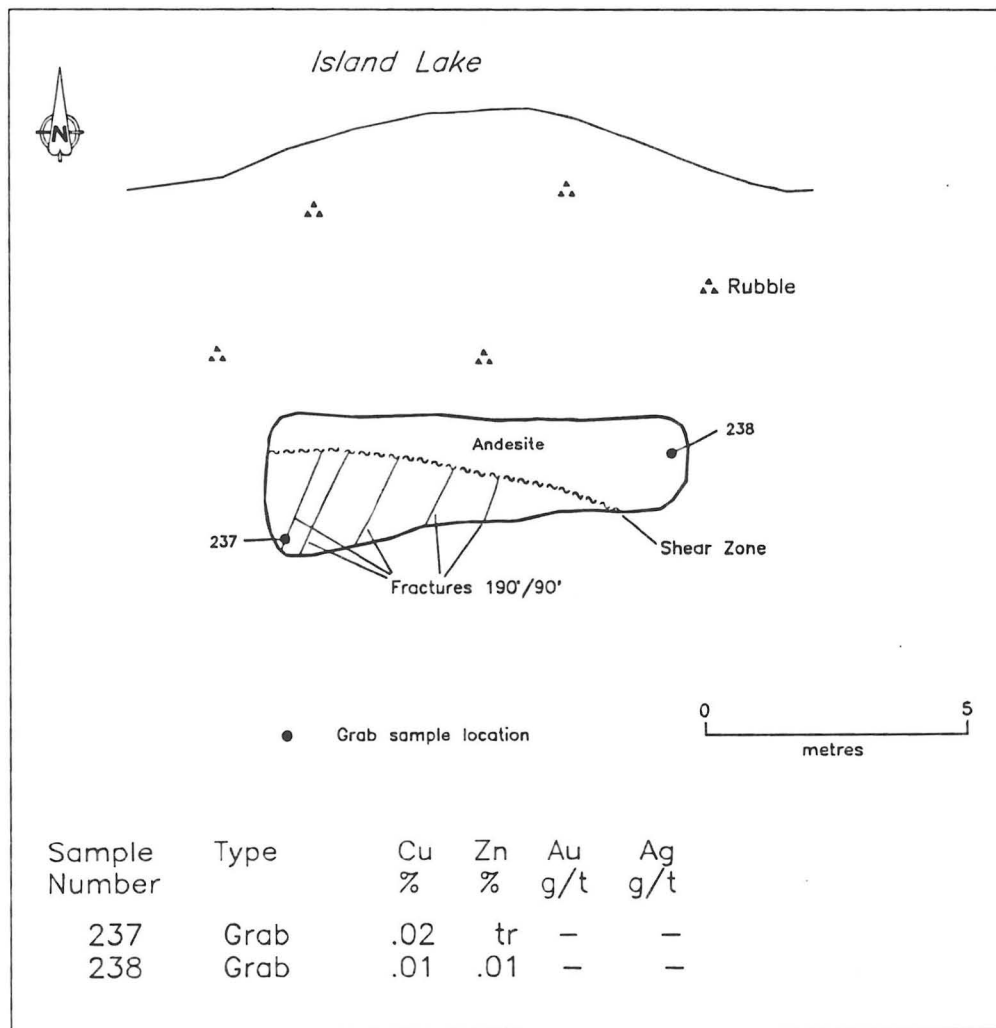 Island Lake
N
Rubble
Andesite
238
237
Shear Zone
Fractures 190°/90°
0 5
Grab sample location
metres
Sample Type Cu Zn Au Ag
Number % % g/t g/t
237 Grab .02 tr – –
238 Grab .01 .01 – –